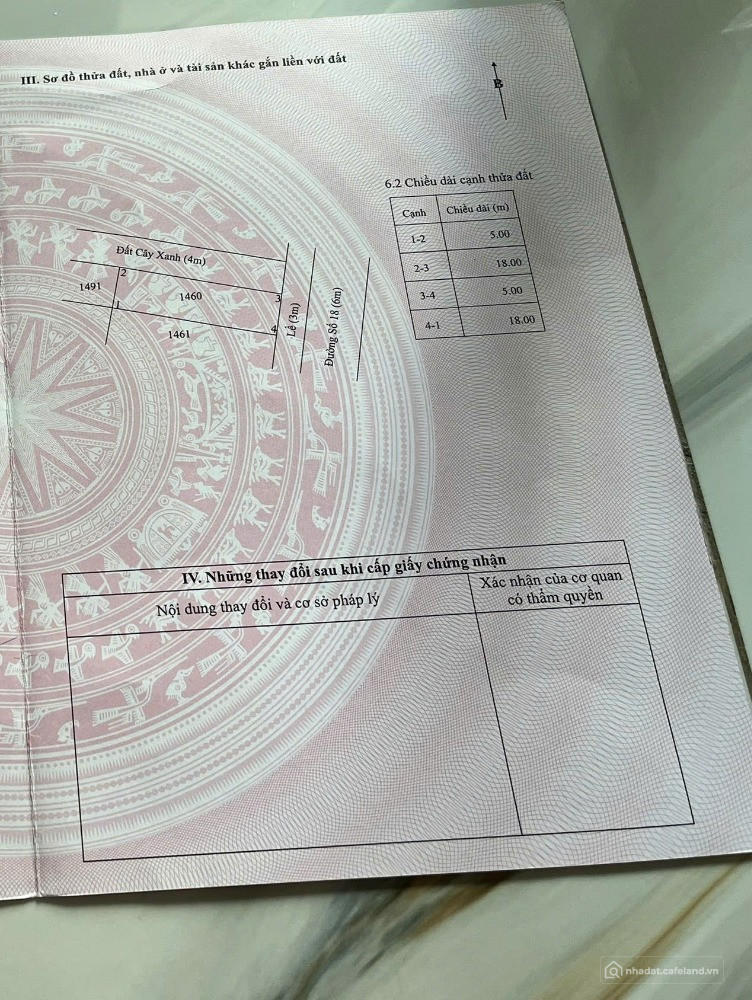 III. Sơ đồ thửa đất, nhà ở và tài sản khác gắn liền với đất
B
6.2 Chiều dài cạnh thửa đất
Cạnh Chiều dài (m)
1-2 5.00
2-3 18.00
3-4 5.00
4-1 18.00
Đất Cây Xanh (4m)
2
1491
1460
3
1
1461
4
Lề (3m)
Đường Số 18 (6m)
IV. Những thay đổi sau khi cấp giấy chứng nhận
Nội dung thay đổi và cơ sở pháp lý
Xác nhận của cơ quan
có thẩm quyền
nhadat.cafeland.vn